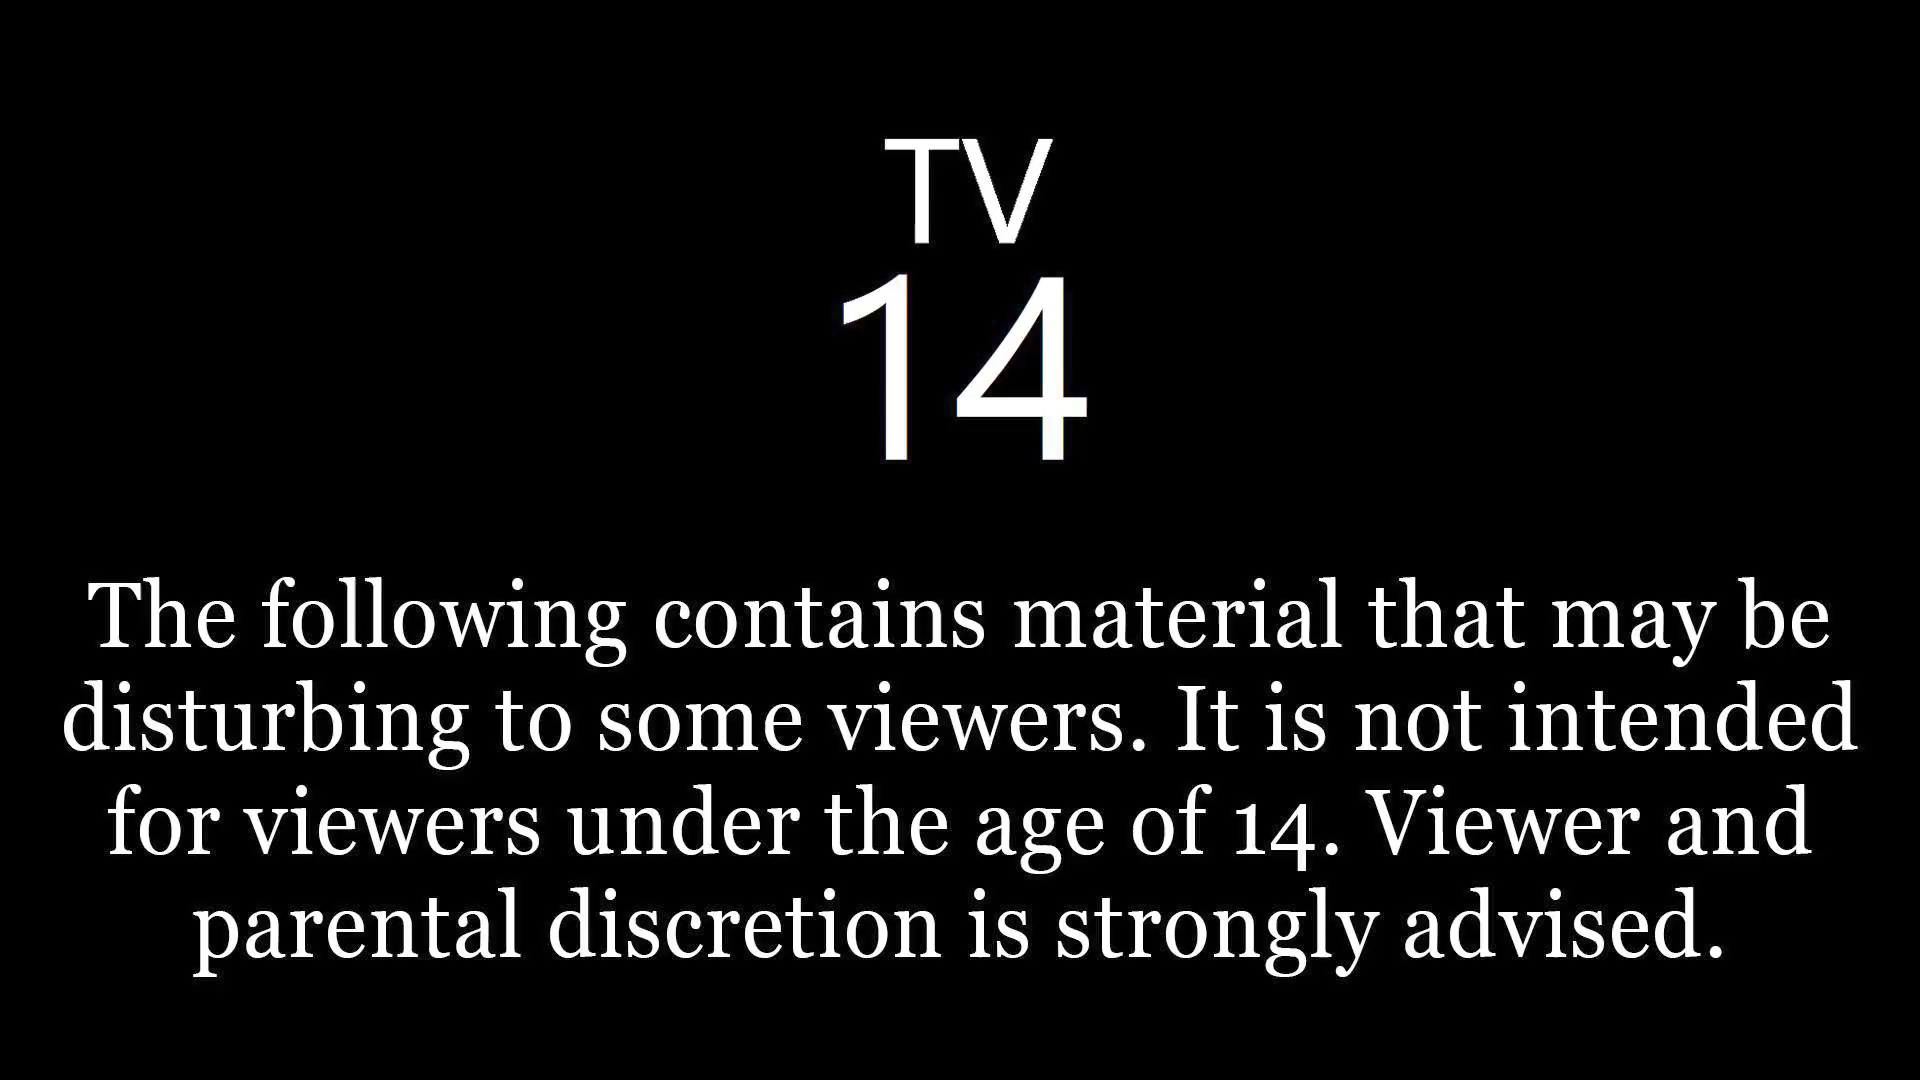 TV
14
The following contains material that may be
disturbing to some viewers. It is not intended
for viewers under the age of 14. Viewer and
parental discretion is strongly advised.